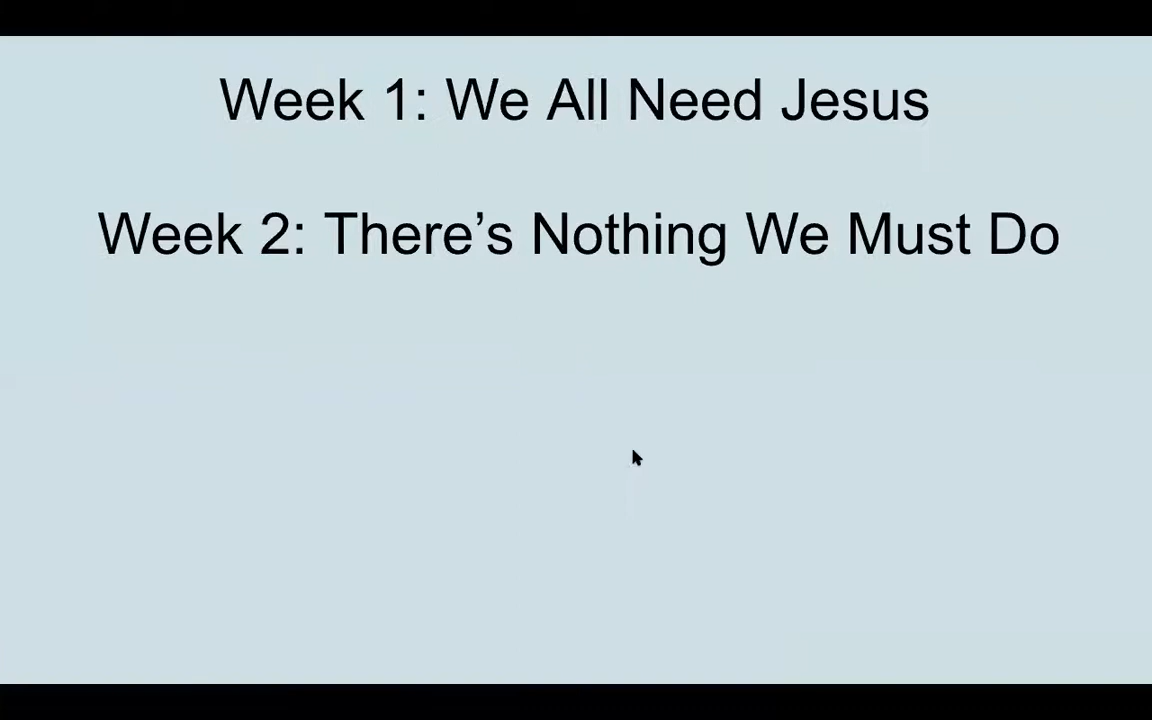 Week 1: We All Need Jesus
Week 2: There’s Nothing We Must Do